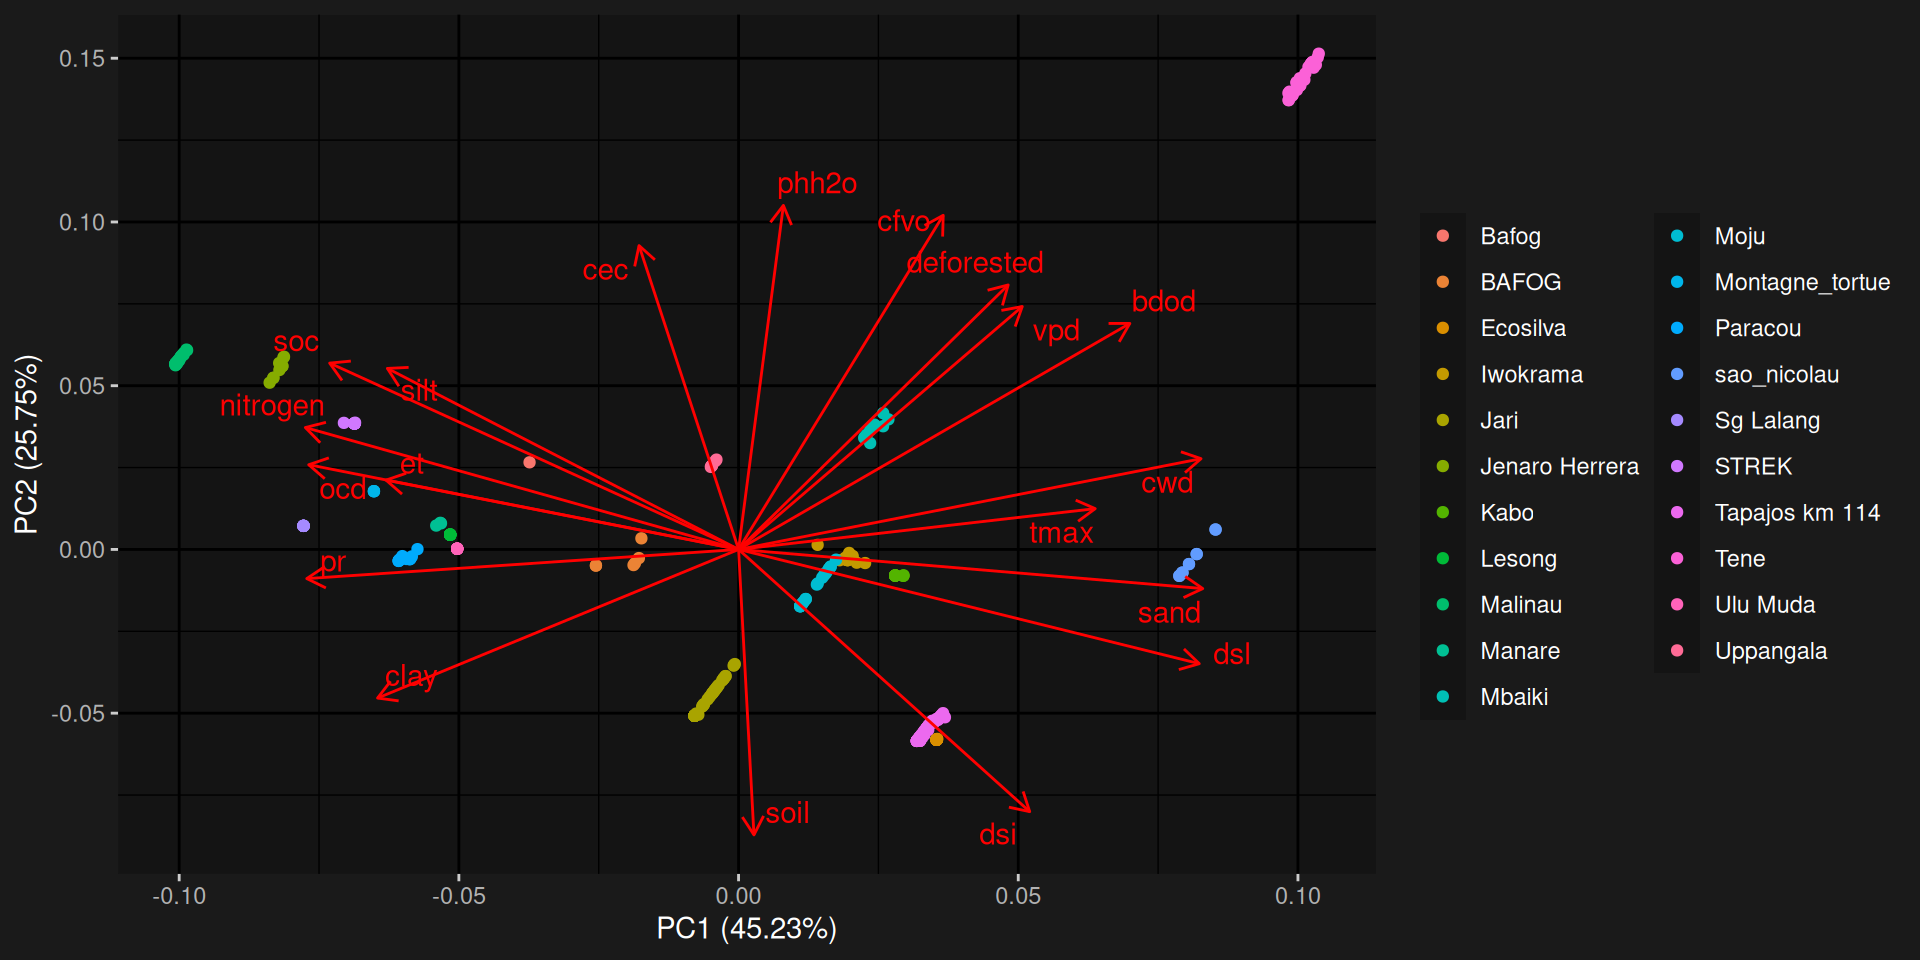 0.15
0.10
0.05
0.00
-0.05
PC2 (25.75%)
phh2o
cfvo
cec
deforested
bdod
vpd
soc
silt
nitrogen
et
ocd
cwd
tmax
pr
sand
dsl
clay
soil
dsi
-0.10
-0.05
0.00
0.05
0.10
PC1 (45.23%)
Bafog
BAFOG
Ecosilva
Iwokrama
Jari
Jenaro Herrera
Kabo
Lesong
Malinau
Manare
Mbaiki
Moju
Montagne_tortue
Paracou
sao_nicolau
Sg Lalang
STREK
Tapajos km 114
Tene
Ulu Muda
Uppangala